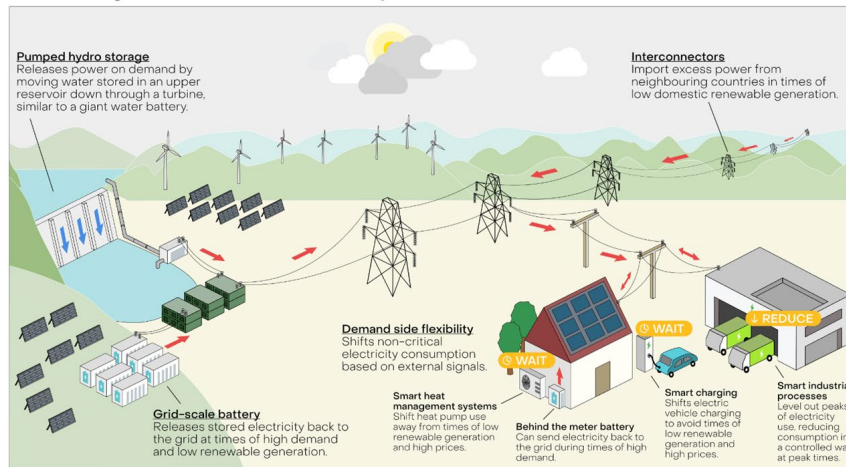 Pumped hydro storage
Releases power on demand by
moving water stored in an upper
reservoir down through a turbine,
similar to a giant water battery.
Interconnectors
Import excess power from
neighbouring countries in times of
low domestic renewable generation.
Demand side flexibility
Shifts non-critical
electricity consumption
based on external signals.
WAIT
WAIT
↓ REDUCE
Grid-scale battery
Releases stored electricity back to
the grid at times of high demand
and low renewable generation.
Smart heat
management systems
Shift heat pump use
away from times of low
renewable generation
and high prices.
Behind the meter battery
Can send electricity back to
the grid during times of high
demand.
Smart charging
Shifts electric
vehicle charging
to avoid times of
low renewable
generation and
high prices.
Smart industria
processes
Level out peaks
of electricity
use, reducing
consumption in
a controlled wa
at peak times.